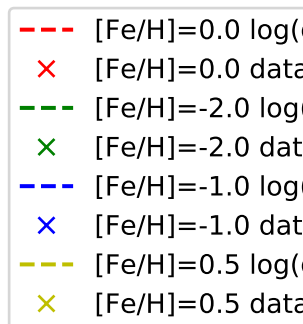 [Fe/H]=0.0 log(
[Fe/H]=0.0 data
[Fe/H]=-2.0 log(
[Fe/H]=-2.0 dat
[Fe/H]=-1.0 log(
[Fe/H]=-1.0 dat
[Fe/H]=0.5 log(
[Fe/H]=0.5 data